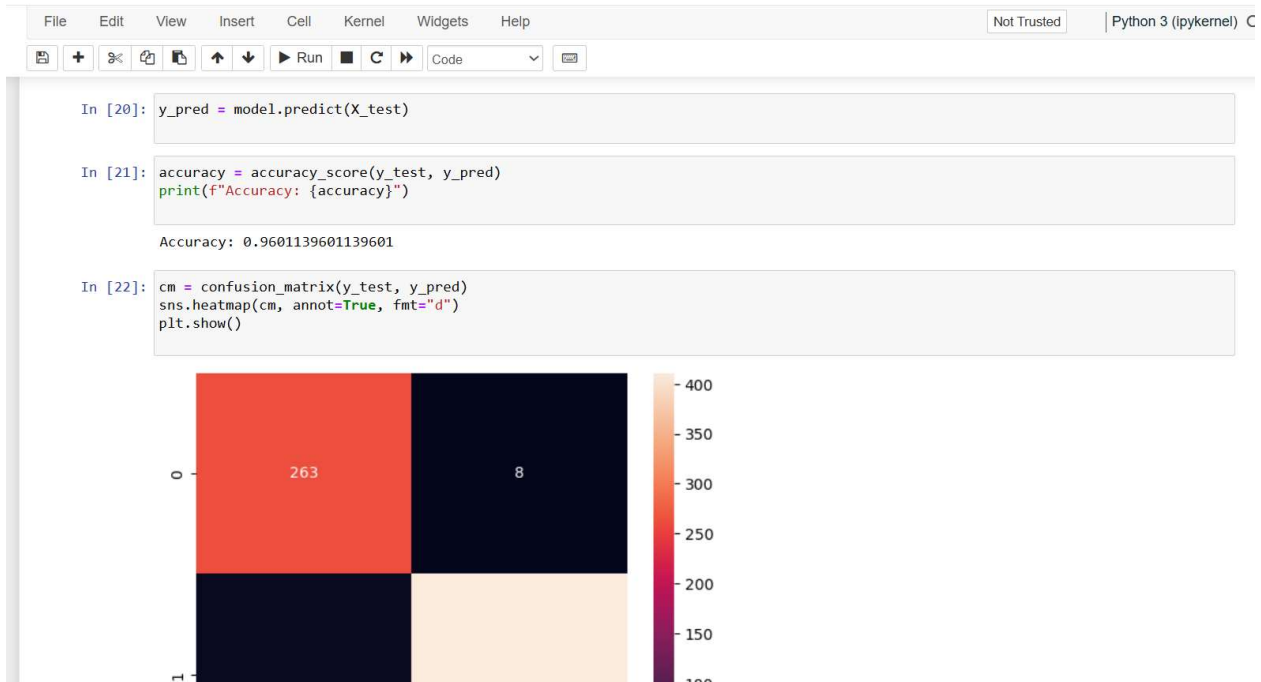 File Edit View Insert Cell Kernel Widgets Help Not Trusted Python 3 (ipykernel)
Run Code
In [20]: y_pred = model.predict(X_test)
In [21]: accuracy = accuracy_score(y_test, y_pred)
print(f"Accuracy: {accuracy}")
Accuracy: 0.9601139601139601
In [22]: cm = confusion_matrix(y_test, y_pred)
sns.heatmap(cm, annot=True, fmt="d")
plt.show()
400
350
300
0 263 8
250
200
150
1
100